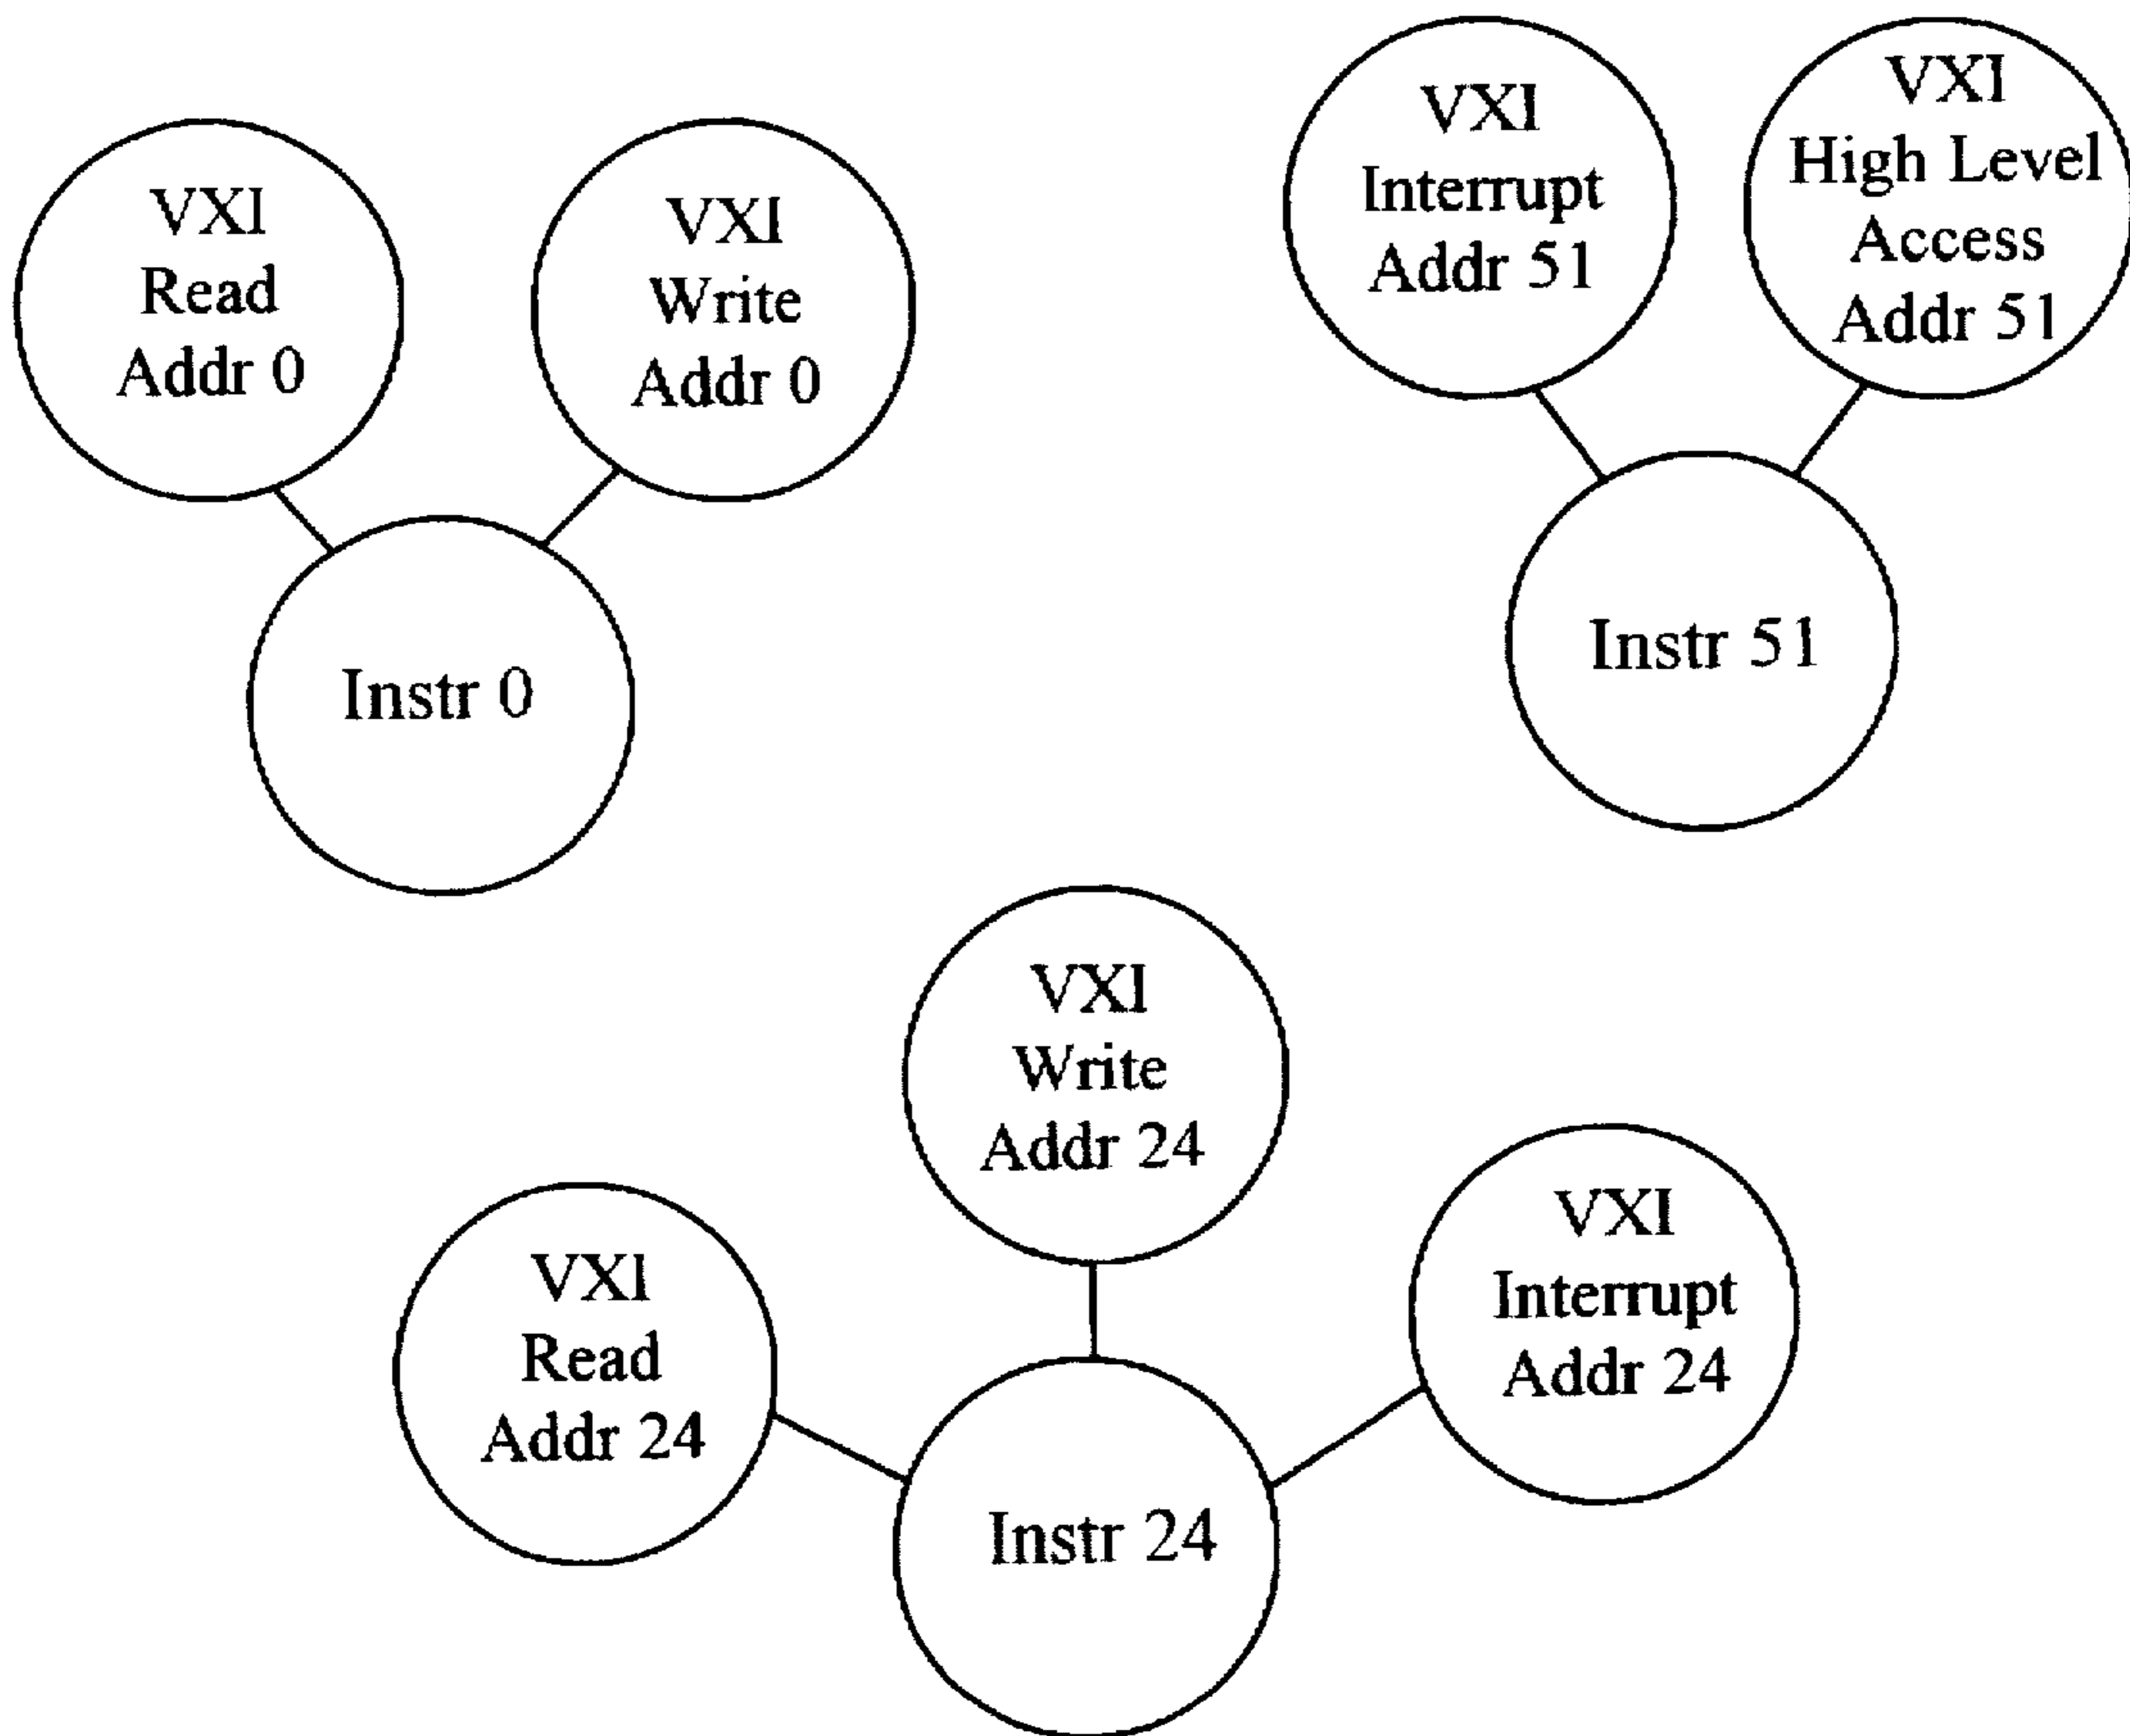 VXI
Read
Addr 0
VXI
Write
Addr 0
Instr 0
VXI
Interrupt
Addr 51
VXI
High Level
Access
Addr 51
Instr 51
VXI
Write
Addr 24
VXI
Read
Addr 24
VXI
Interrupt
Addr 24
Instr 24